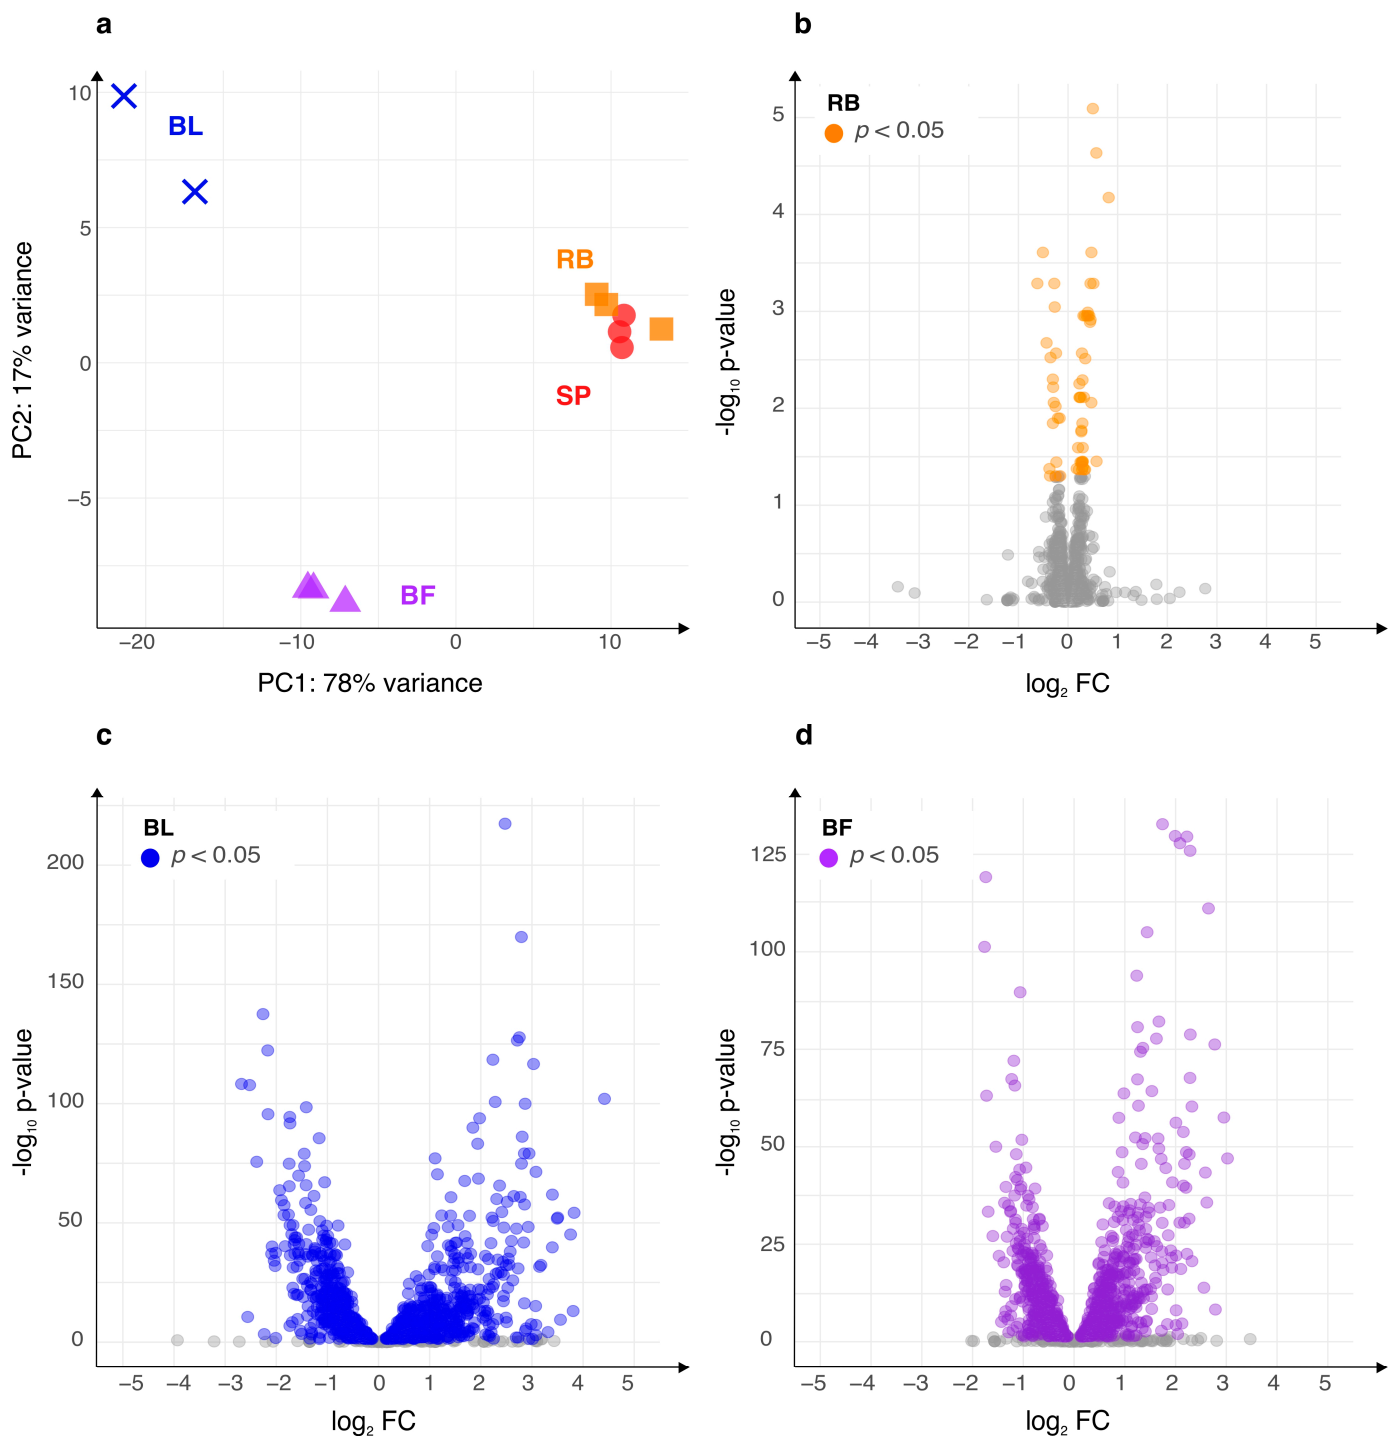 a
10
5
0
−5
PC2: 17% variance
BL
RB
SP
BF
−20
−10
0
10
PC1: 78% variance
b
RB
p < 0.05
5
4
3
2
1
0
-log₁₀ p-value
−5
−4
−3
−2
−1
0
1
2
3
4
5
log₂ FC
c
BL
p < 0.05
200
150
100
50
0
-log₁₀ p-value
−5
−4
−3
−2
−1
0
1
2
3
4
5
log₂ FC
d
BF
p < 0.05
125
100
75
50
25
0
-log₁₀ p-value
−5
−4
−3
−2
−1
0
1
2
3
4
5
log₂ FC